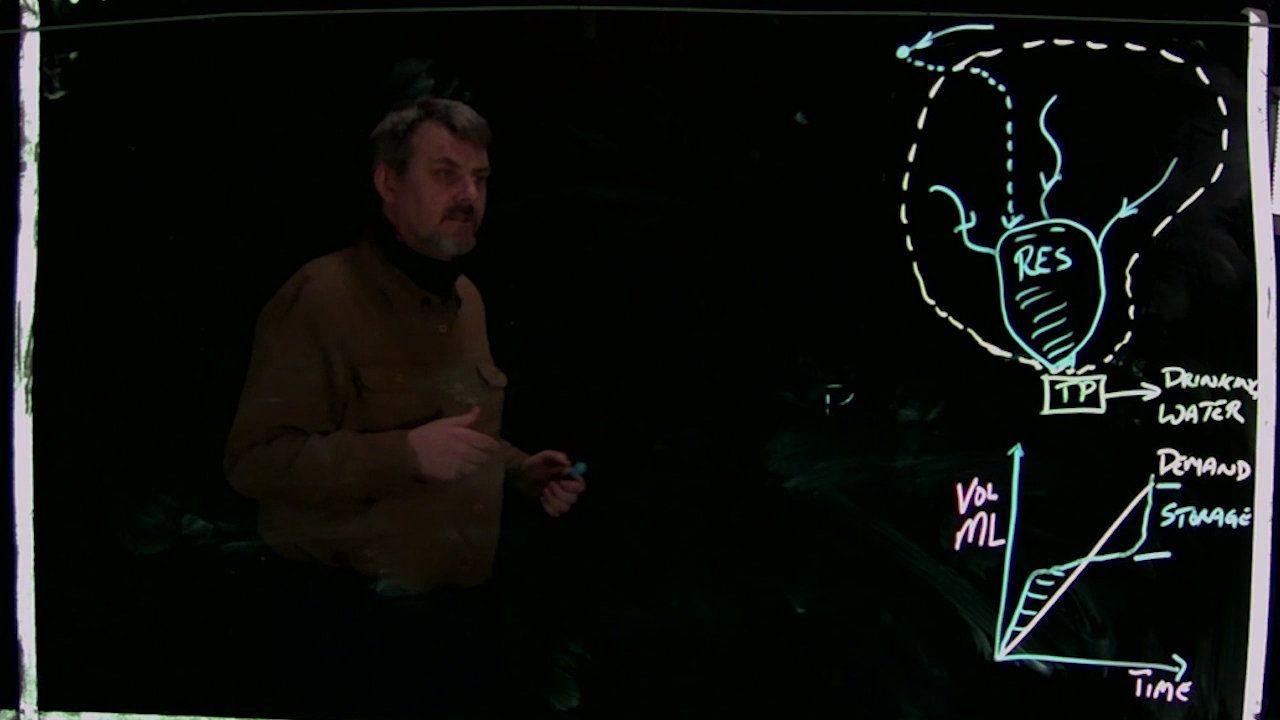 RES
TP
DRINKING
WATER
DEMAND
VOL
ML
STORAGE
TIME